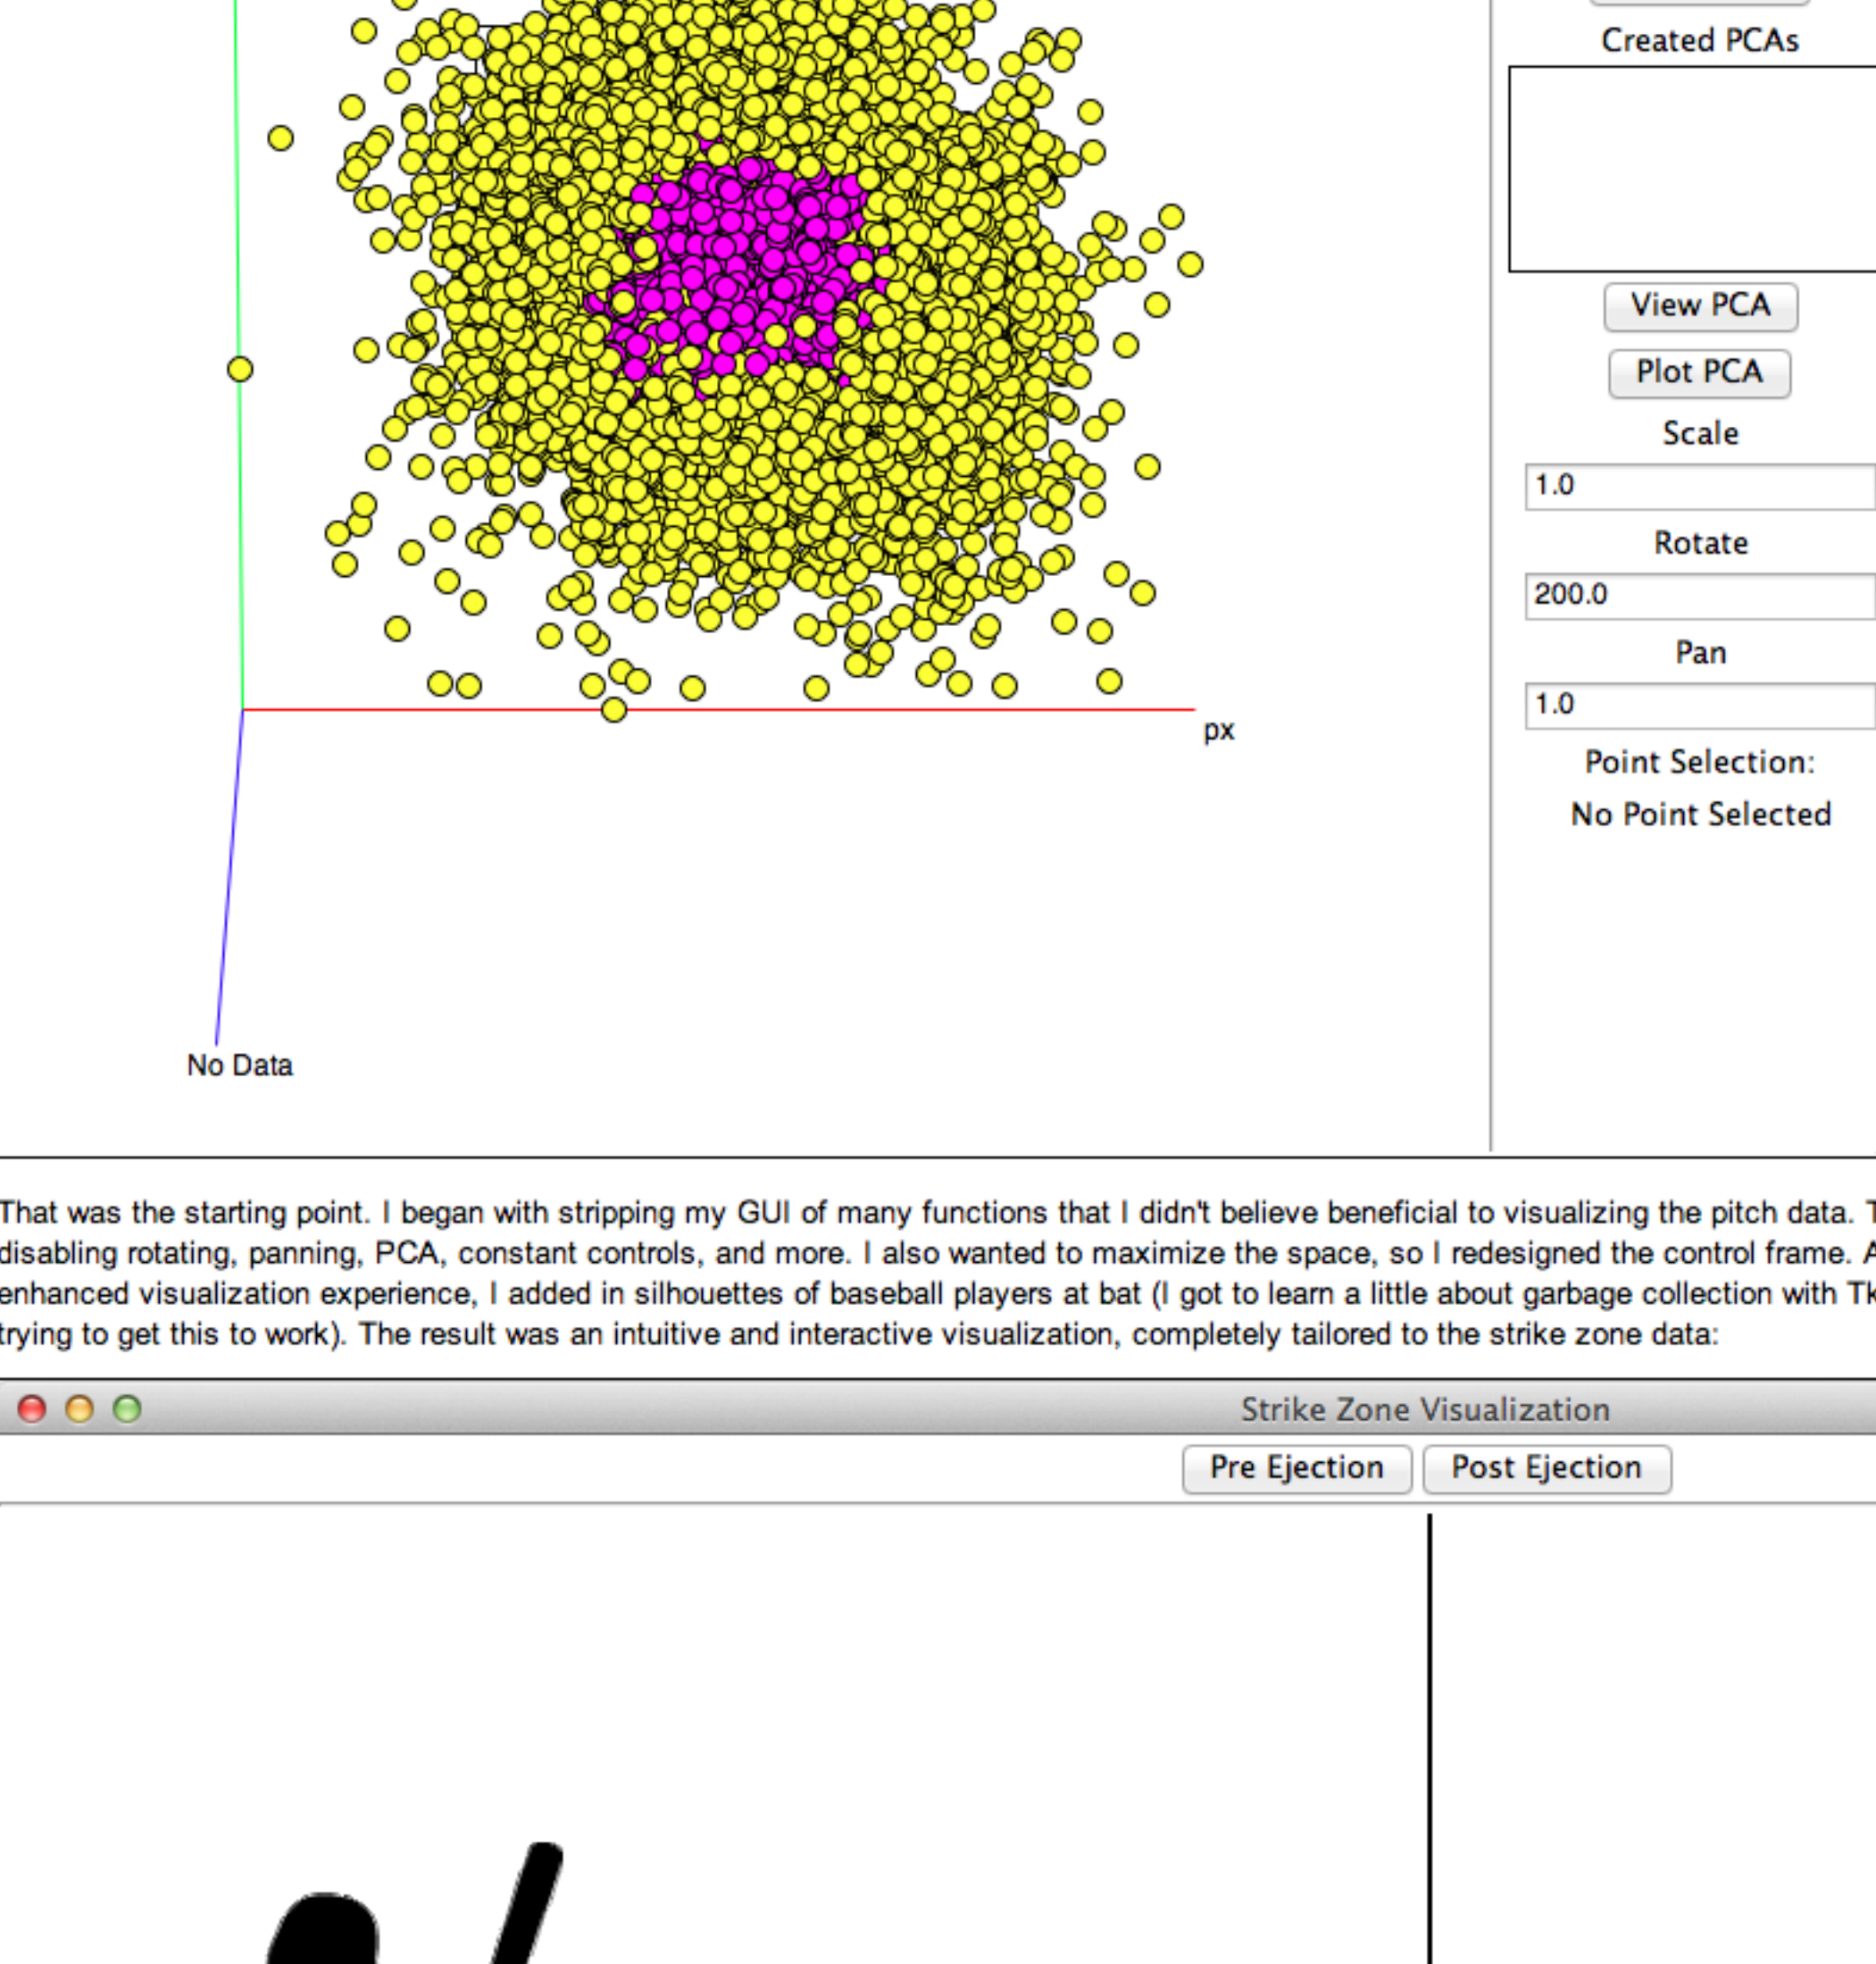 Created PCAs
View PCA
Plot PCA
Scale
1.0
Rotate
200.0
Pan
1.0
Point Selection:
No Point Selected
px
No Data
That was the starting point. I began with stripping my GUI of many functions that I didn't believe beneficial to visualizing the pitch data.
disabling rotating, panning, PCA, constant controls, and more. I also wanted to maximize the space, so I redesigned the control frame.
enhanced visualization experience, I added in silhouettes of baseball players at bat (I got to learn a little about garbage collection with
trying to get this to work). The result was an intuitive and interactive visualization, completely tailored to the strike zone data:
Strike Zone Visualization
Pre Ejection
Post Ejection